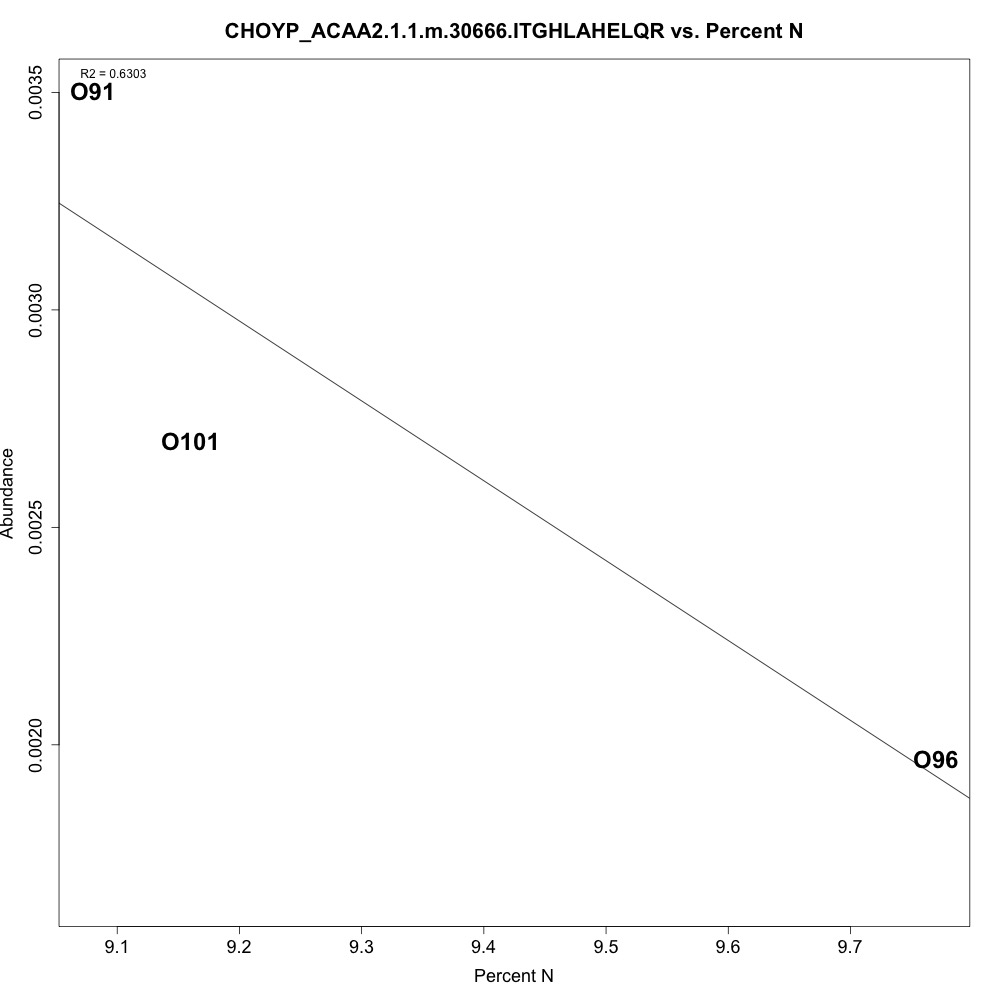 CHOYP_ACAA2.1.1.m.30666.ITGHLAHELQR vs. Percent N
R2 = 0.6303
O91
O101
O96
0.0035
0.0030
0.0025
0.0020
Abundance
9.1 9.2 9.3 9.4 9.5 9.6 9.7
Percent N